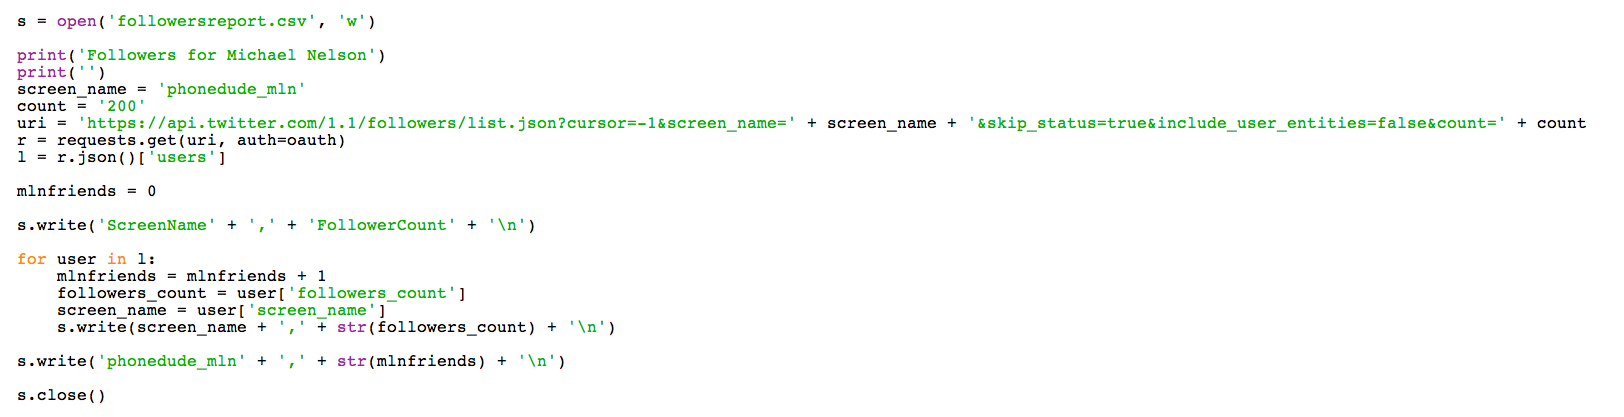 s = open('followersreport.csv', 'w')
print('Followers for Michael Nelson')
print('')
screen_name = 'phonedude_mln'
count = '200'
uri = 'https://api.twitter.com/1.1/followers/list.json?cursor=-1&screen_name=' + screen_name + '&skip_status=true&include_user_entities=false&count=' + count
r = requests.get(uri, auth=oauth)
l = r.json()['users']
mlnfriends = 0
s.write('ScreenName' + ',' + 'FollowerCount' + '\n')
for user in l:
    mlnfriends = mlnfriends + 1
    followers_count = user['followers_count']
    screen_name = user['screen_name']
    s.write(screen_name + ',' + str(followers_count) + '\n')
s.write('phonedude_mln' + ',' + str(mlnfriends) + '\n')
s.close()